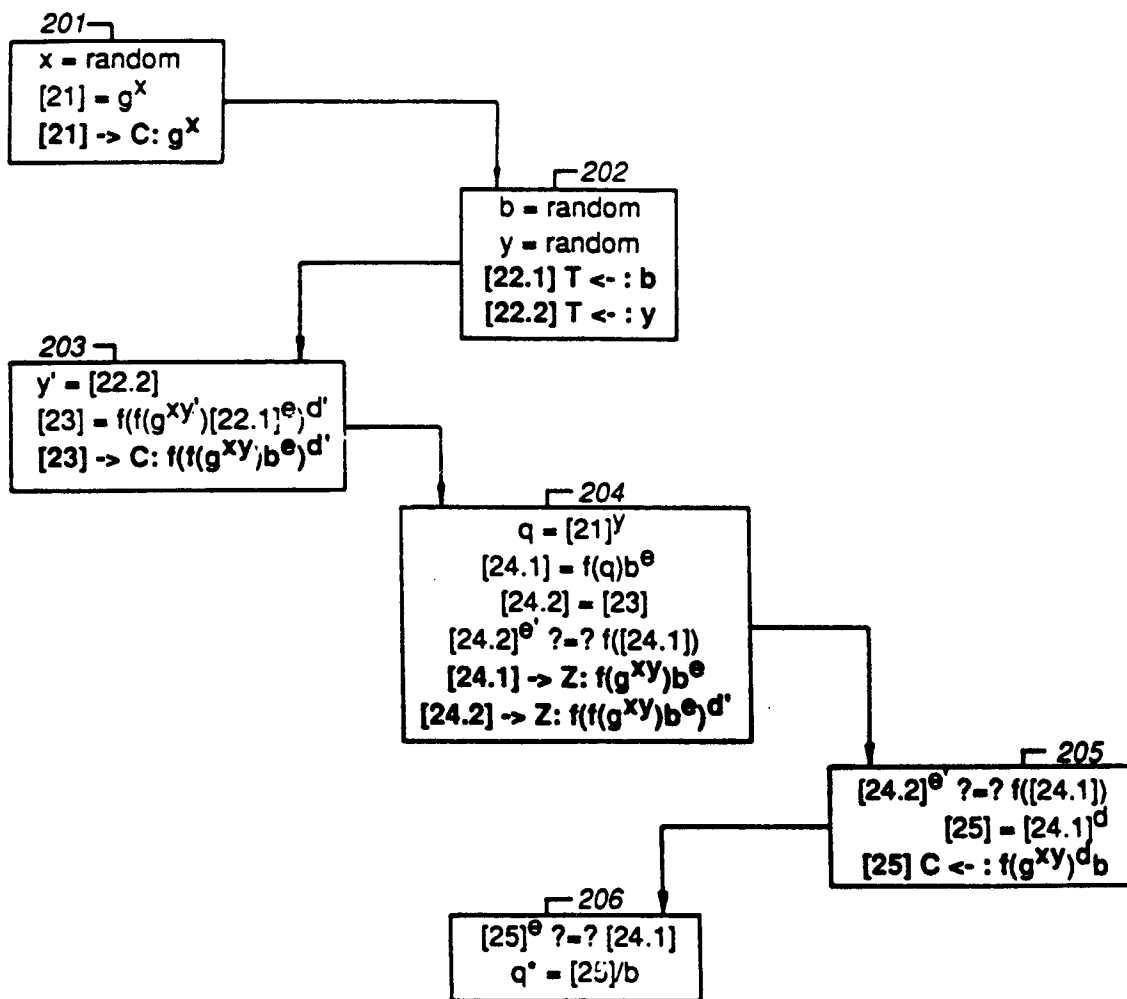 201
x = random
[21] = g^x
[21] -> C: g^x
202
b = random
y = random
[22.1] T <- : b
[22.2] T <- : y
203
y' = [22.2]
[23] = f(f(g^xy')[22.1]^e)^d'
[23] -> C: f(f(g^xy)b^e)^d'
204
q = [21]^y
[24.1] = f(q)b^e
[24.2] = [23]
[24.2]^e' ?=? f([24.1])
[24.1] -> Z: f(g^xy)b^e
[24.2] -> Z: f(f(g^xy)b^e)^d'
205
[24.2]^e' ?=? f([24.1])
[25] = [24.1]^d
[25] C <- : f(g^xy)^d b
206
[25]^e ?=? [24.1]
q* = [25]/b